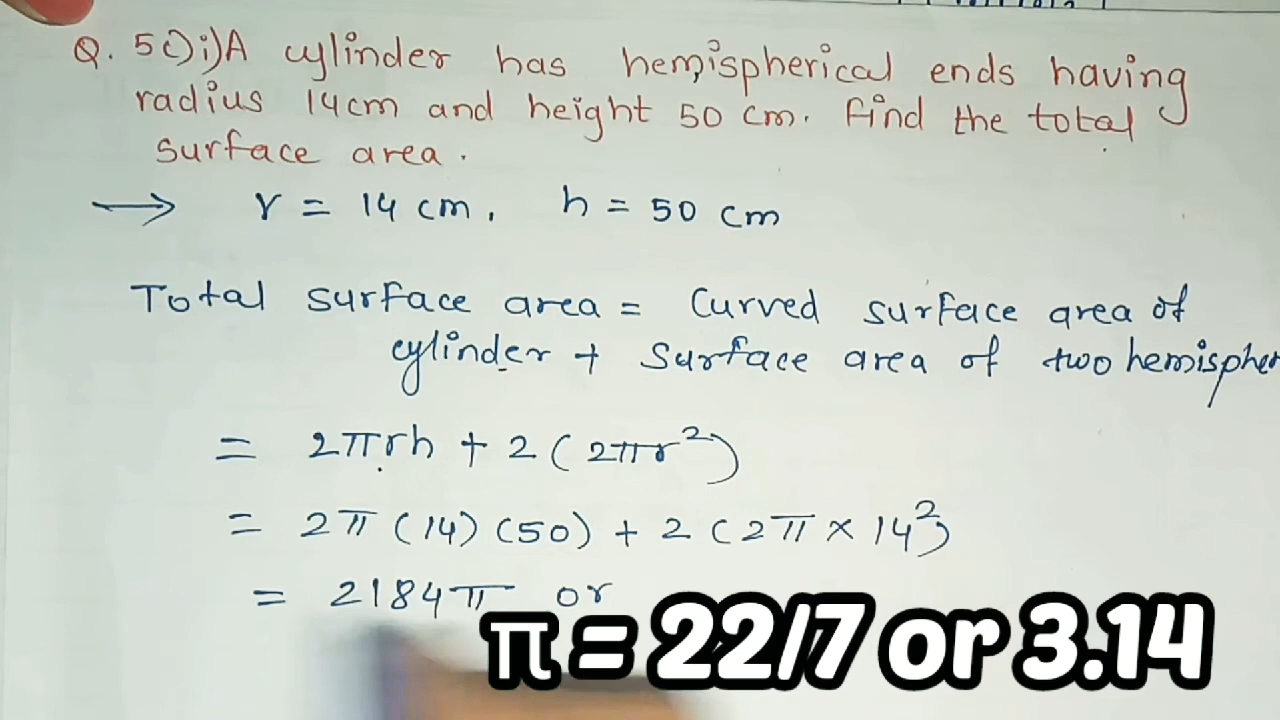 Q. 5c)i) A cylinder has hemispherical ends having
radius 14cm and height 50 cm. Find the total
surface area.
→ r = 14 cm, h = 50 cm
Total surface area = Curved surface area of
cylinder + Surface area of two hemispher
= 2πrh + 2(2πr²)
= 2π (14) (50) + 2 (2π × 14²)
= 2184π or
π = 22/7 or 3.14